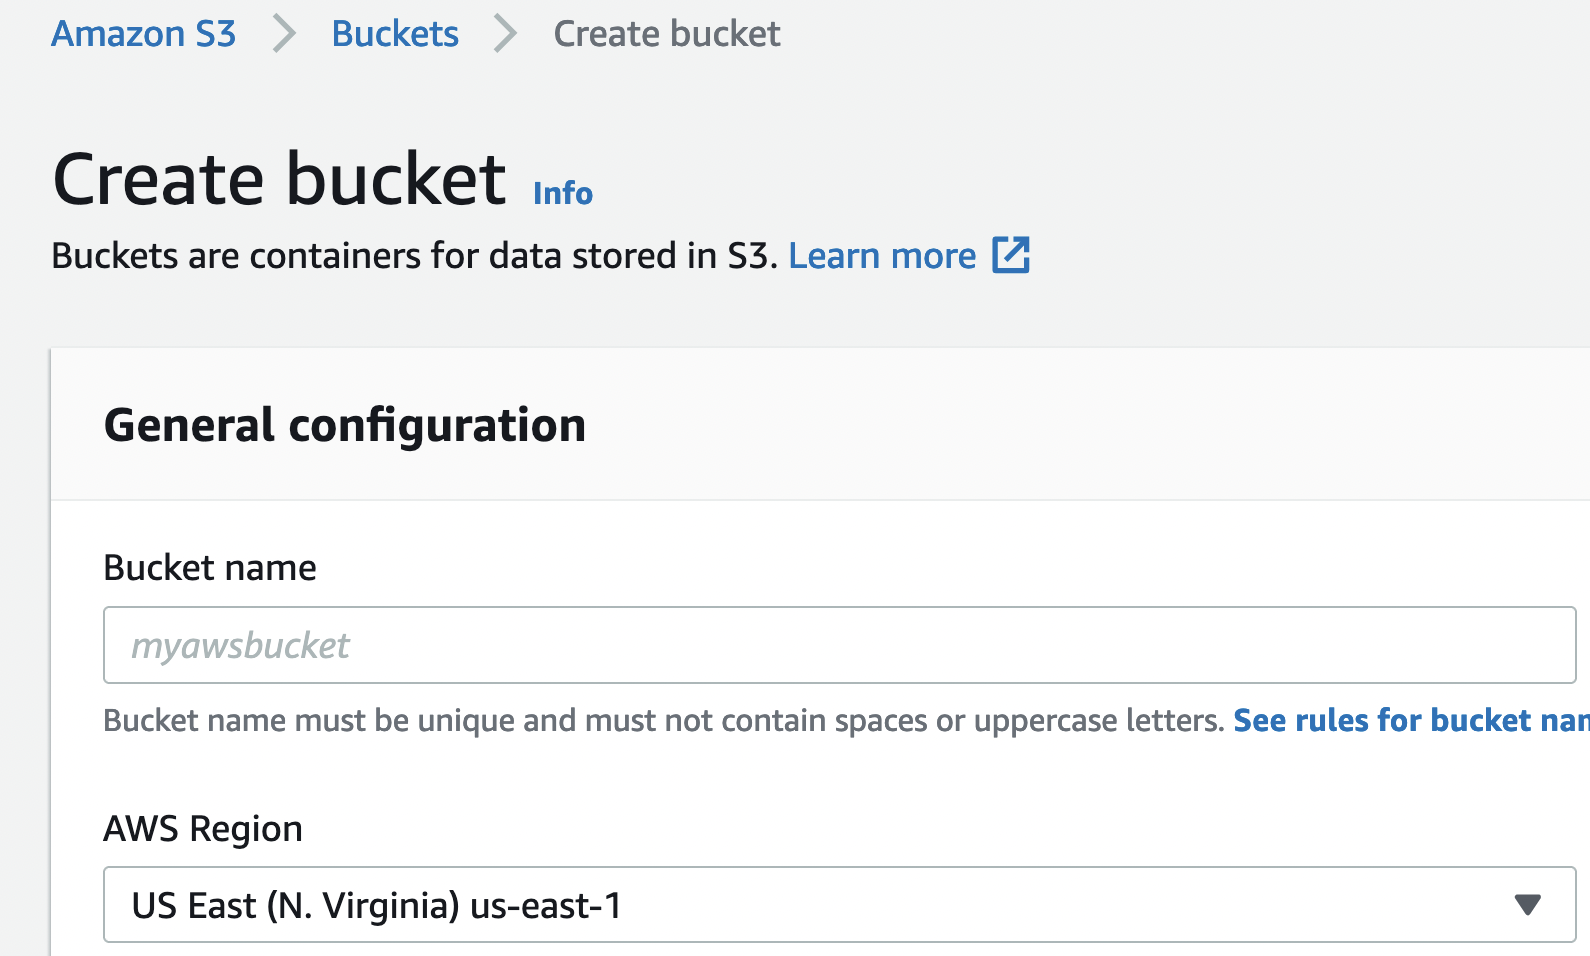 Amazon S3 > Buckets > Create bucket
Create bucket Info
Buckets are containers for data stored in S3. Learn more
General configuration
Bucket name
myawsbucket
Bucket name must be unique and must not contain spaces or uppercase letters. See rules for bucket
AWS Region
US East (N. Virginia) us-east-1